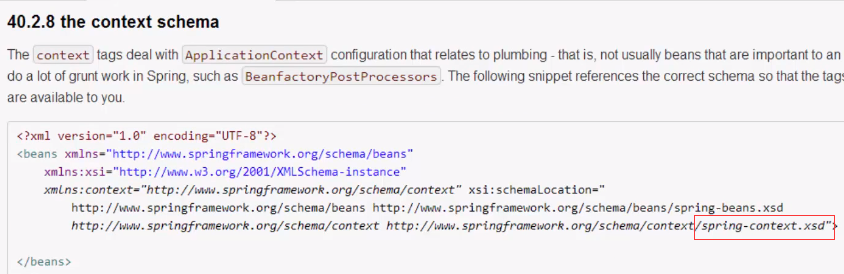 40.2.8 the context schema
The context tags deal with ApplicationContext configuration that relates to plumbing - that is, not usually beans that are important to an
do a lot of grunt work in Spring, such as BeanfactoryPostProcessors. The following snippet references the correct schema so that the tags
are available to you.
<?xml version="1.0" encoding="UTF-8"?>
<beans xmlns="http://www.springframework.org/schema/beans"
xmlns:xsi="http://www.w3.org/2001/XMLSchema-instance"
xmlns:context="http://www.springframework.org/schema/context" xsi:schemaLocation="
http://www.springframework.org/schema/beans http://www.springframework.org/schema/beans/spring-beans.xsd
http://www.springframework.org/schema/context http://www.springframework.org/schema/context/spring-context.xsd">
</beans>